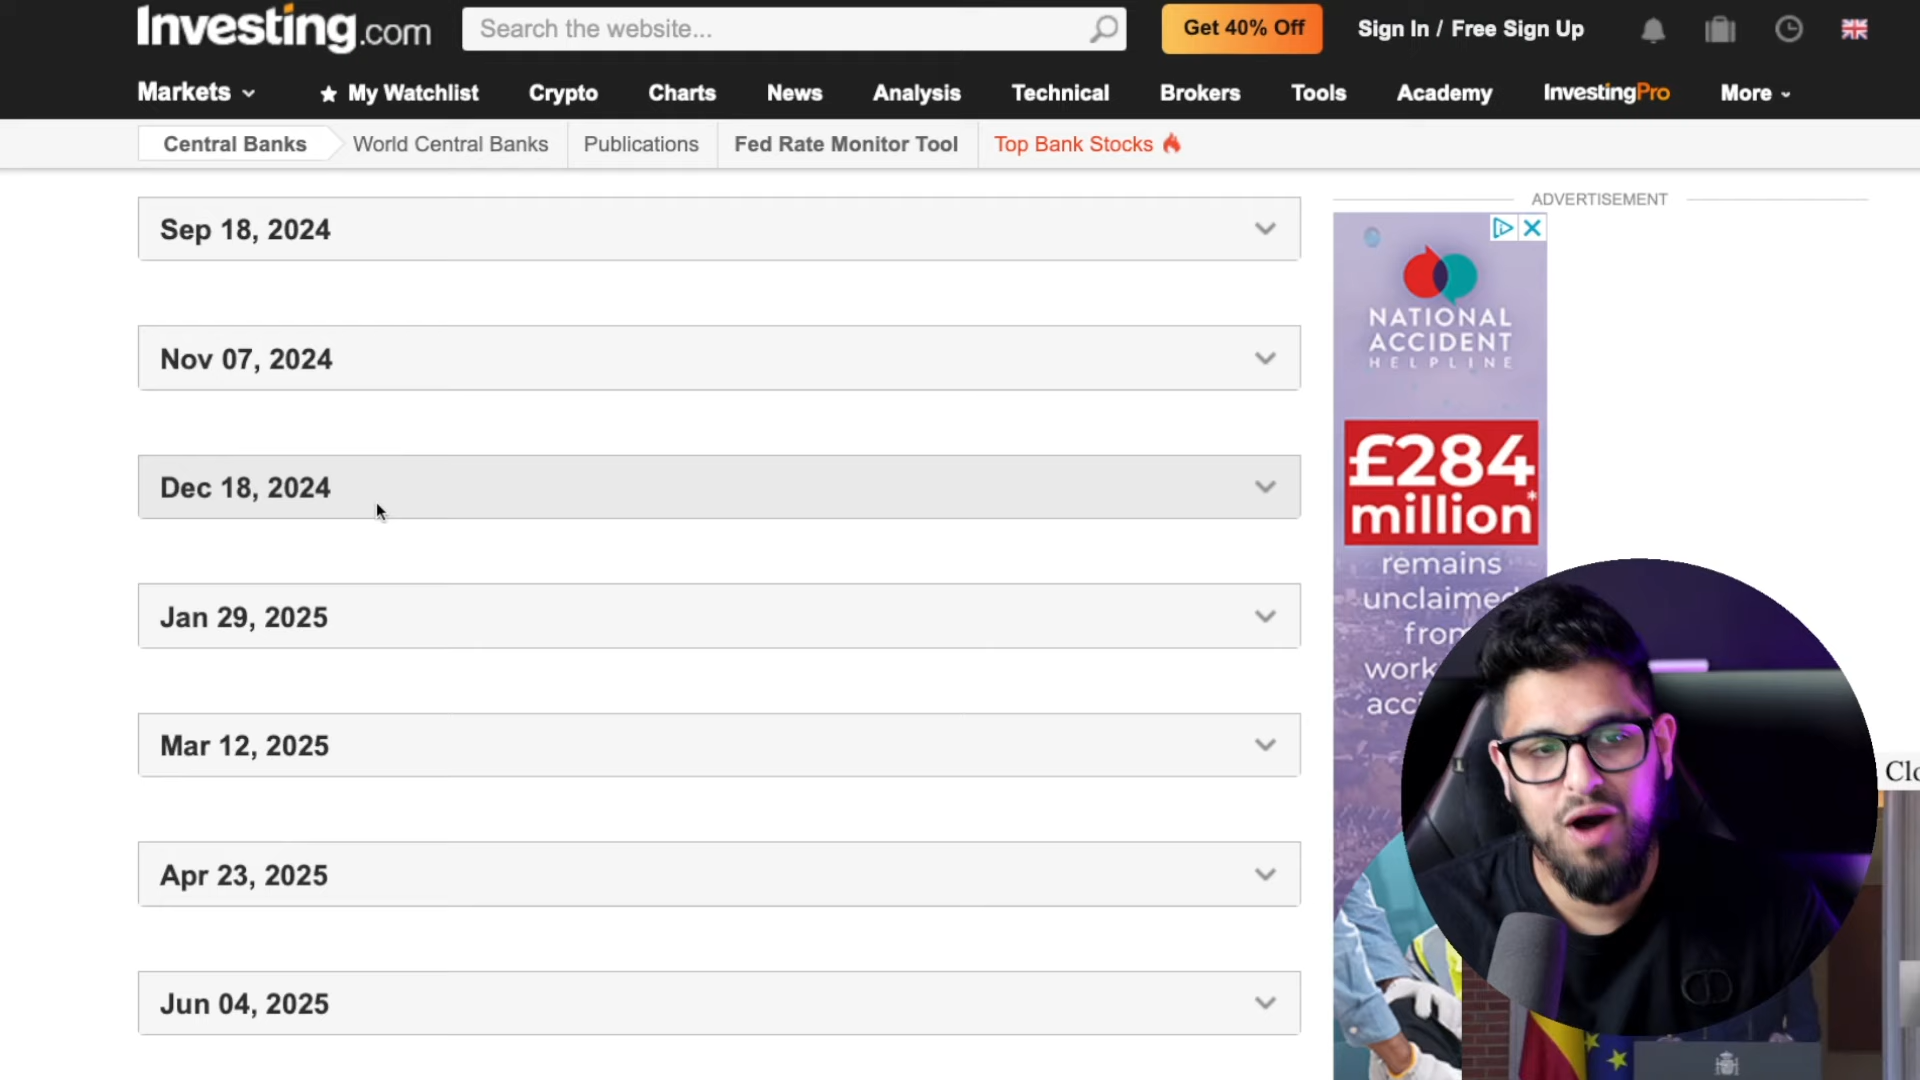 Investing.com
Search the website...
Get 40% Off
Sign In / Free Sign Up
Markets
My Watchlist
Crypto
Charts
News
Analysis
Technical
Brokers
Tools
Academy
InvestingPro
More
Central Banks
World Central Banks
Publications
Fed Rate Monitor Tool
Top Bank Stocks
Sep 18, 2024
Nov 07, 2024
Dec 18, 2024
Jan 29, 2025
Mar 12, 2025
Apr 23, 2025
Jun 04, 2025
ADVERTISEMENT
NATIONAL
ACCIDENT
HELPLINE
£284
million*
remains